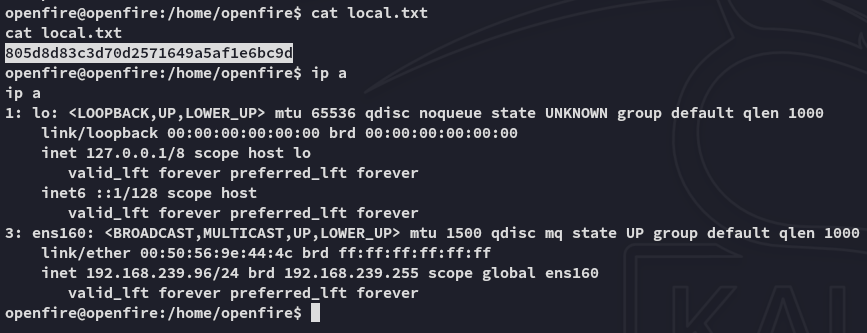 openfire@openfire:/home/openfire$ cat local.txt
cat local.txt
805d8d83c3d70d2571649a5af1e6bc9d
openfire@openfire:/home/openfire$ ip a
ip a
1: lo: <LOOPBACK,UP,LOWER_UP> mtu 65536 qdisc noqueue state UNKNOWN group default qlen 1000
    link/loopback 00:00:00:00:00:00 brd 00:00:00:00:00:00
    inet 127.0.0.1/8 scope host lo
       valid_lft forever preferred_lft forever
    inet6 ::1/128 scope host
       valid_lft forever preferred_lft forever
3: ens160: <BROADCAST,MULTICAST,UP,LOWER_UP> mtu 1500 qdisc mq state UP group default qlen 1000
    link/ether 00:50:56:9e:44:4c brd ff:ff:ff:ff:ff:ff
    inet 192.168.239.96/24 brd 192.168.239.255 scope global ens160
       valid_lft forever preferred_lft forever
openfire@openfire:/home/openfire$